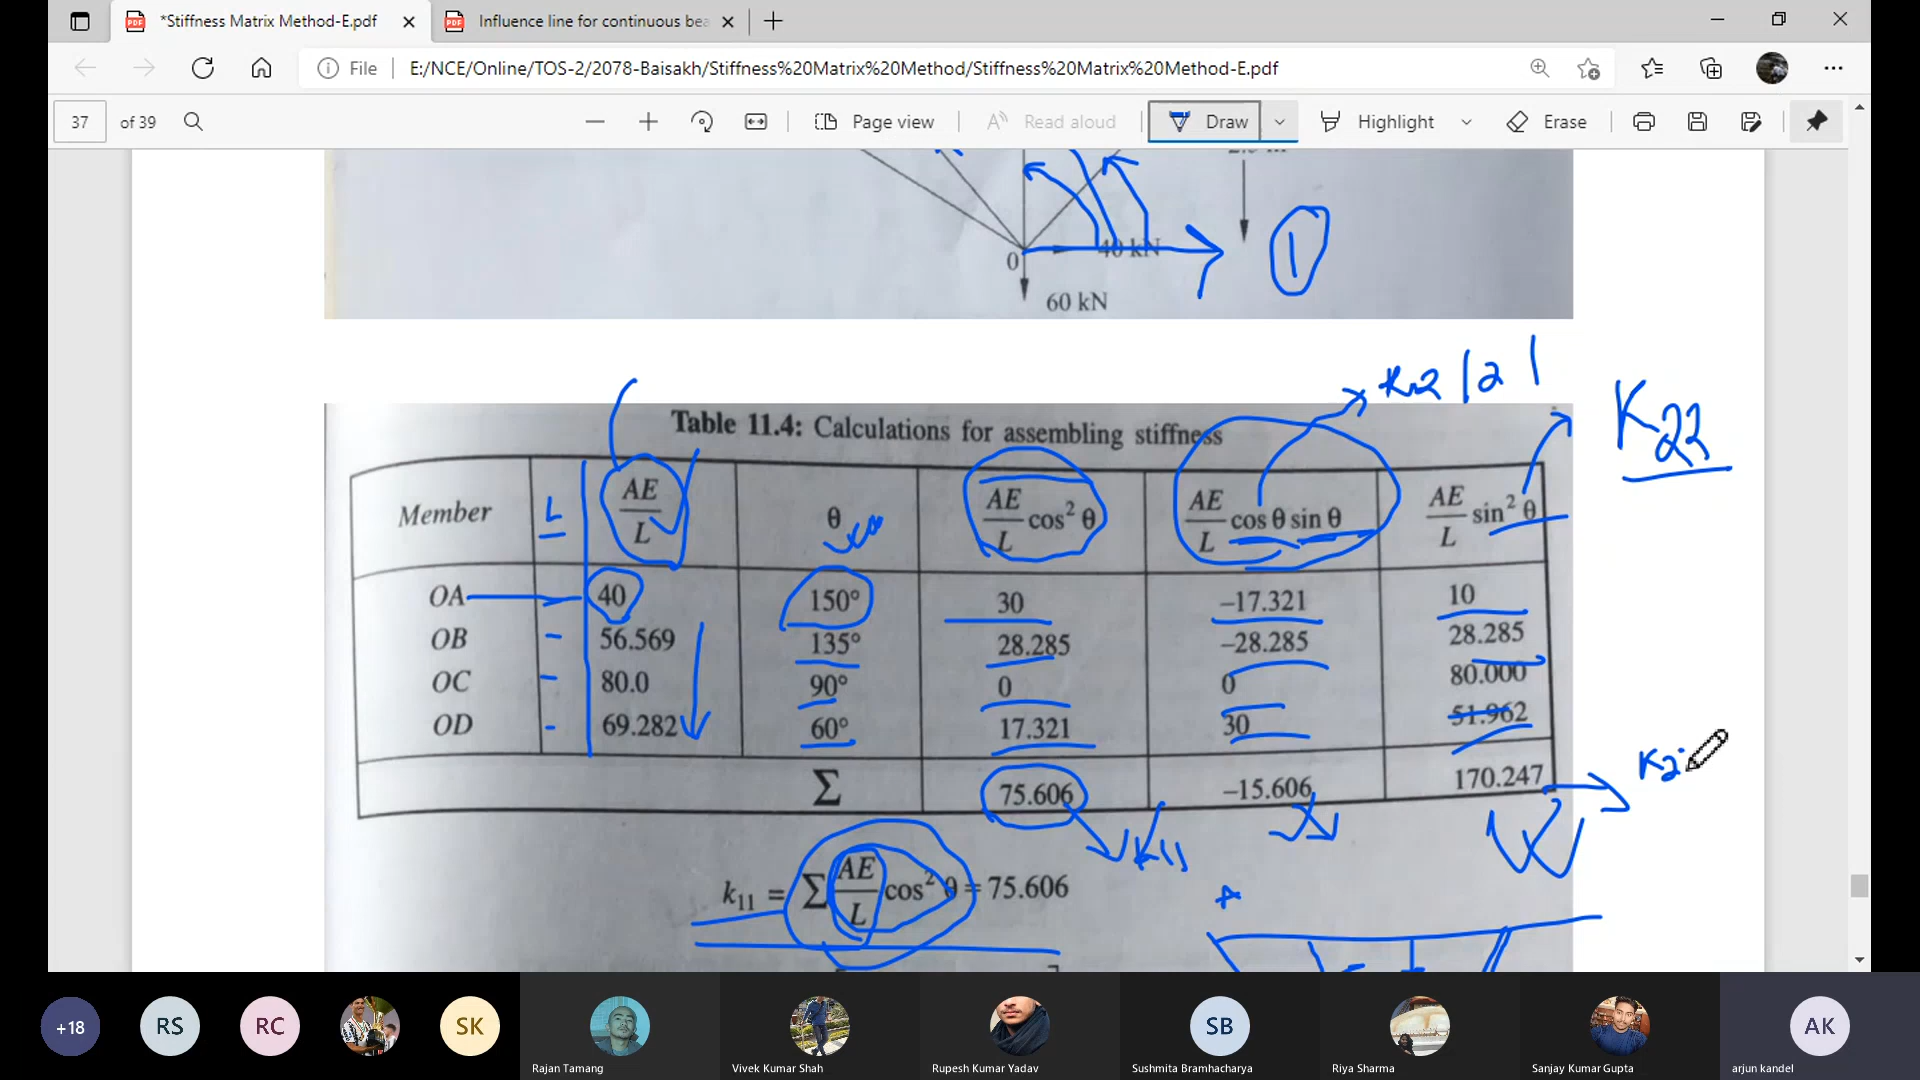 *Stiffness Matrix Method-E.pdf
Influence line for continuous bea
File
E:/NCE/Online/TOS-2/2078-Baisakh/Stiffness%20Matrix%20Method/Stiffness%20Matrix%20Method-E.pdf
37 of 39
Page view
Read aloud
Draw
Highlight
Erase
40 kN
1
0
60 kN
K22
Table 11.4: Calculations for assembling stiffness
Member L AE/L θ AE/L cos² θ AE/L cos θ sin θ AE/L sin² θ
OA 40 150° 30 –17.321 10
OB 56.569 135° 28.285 –28.285 28.285
OC 80.0 90° 0 0 80.000
OD 69.282 60° 17.321 30 51.962
Σ 75.606 –15.606 170.247
K2
K11
k11 = Σ AE/L cos² θ = 75.606
+18
RS
RC
SK
SB
AK
Rajan Tamang
Vivek Kumar Shah
Rupesh Kumar Yadav
Sushmita Bramhacharya
Riya Sharma
Sanjay Kumar Gupta
arjun kandel